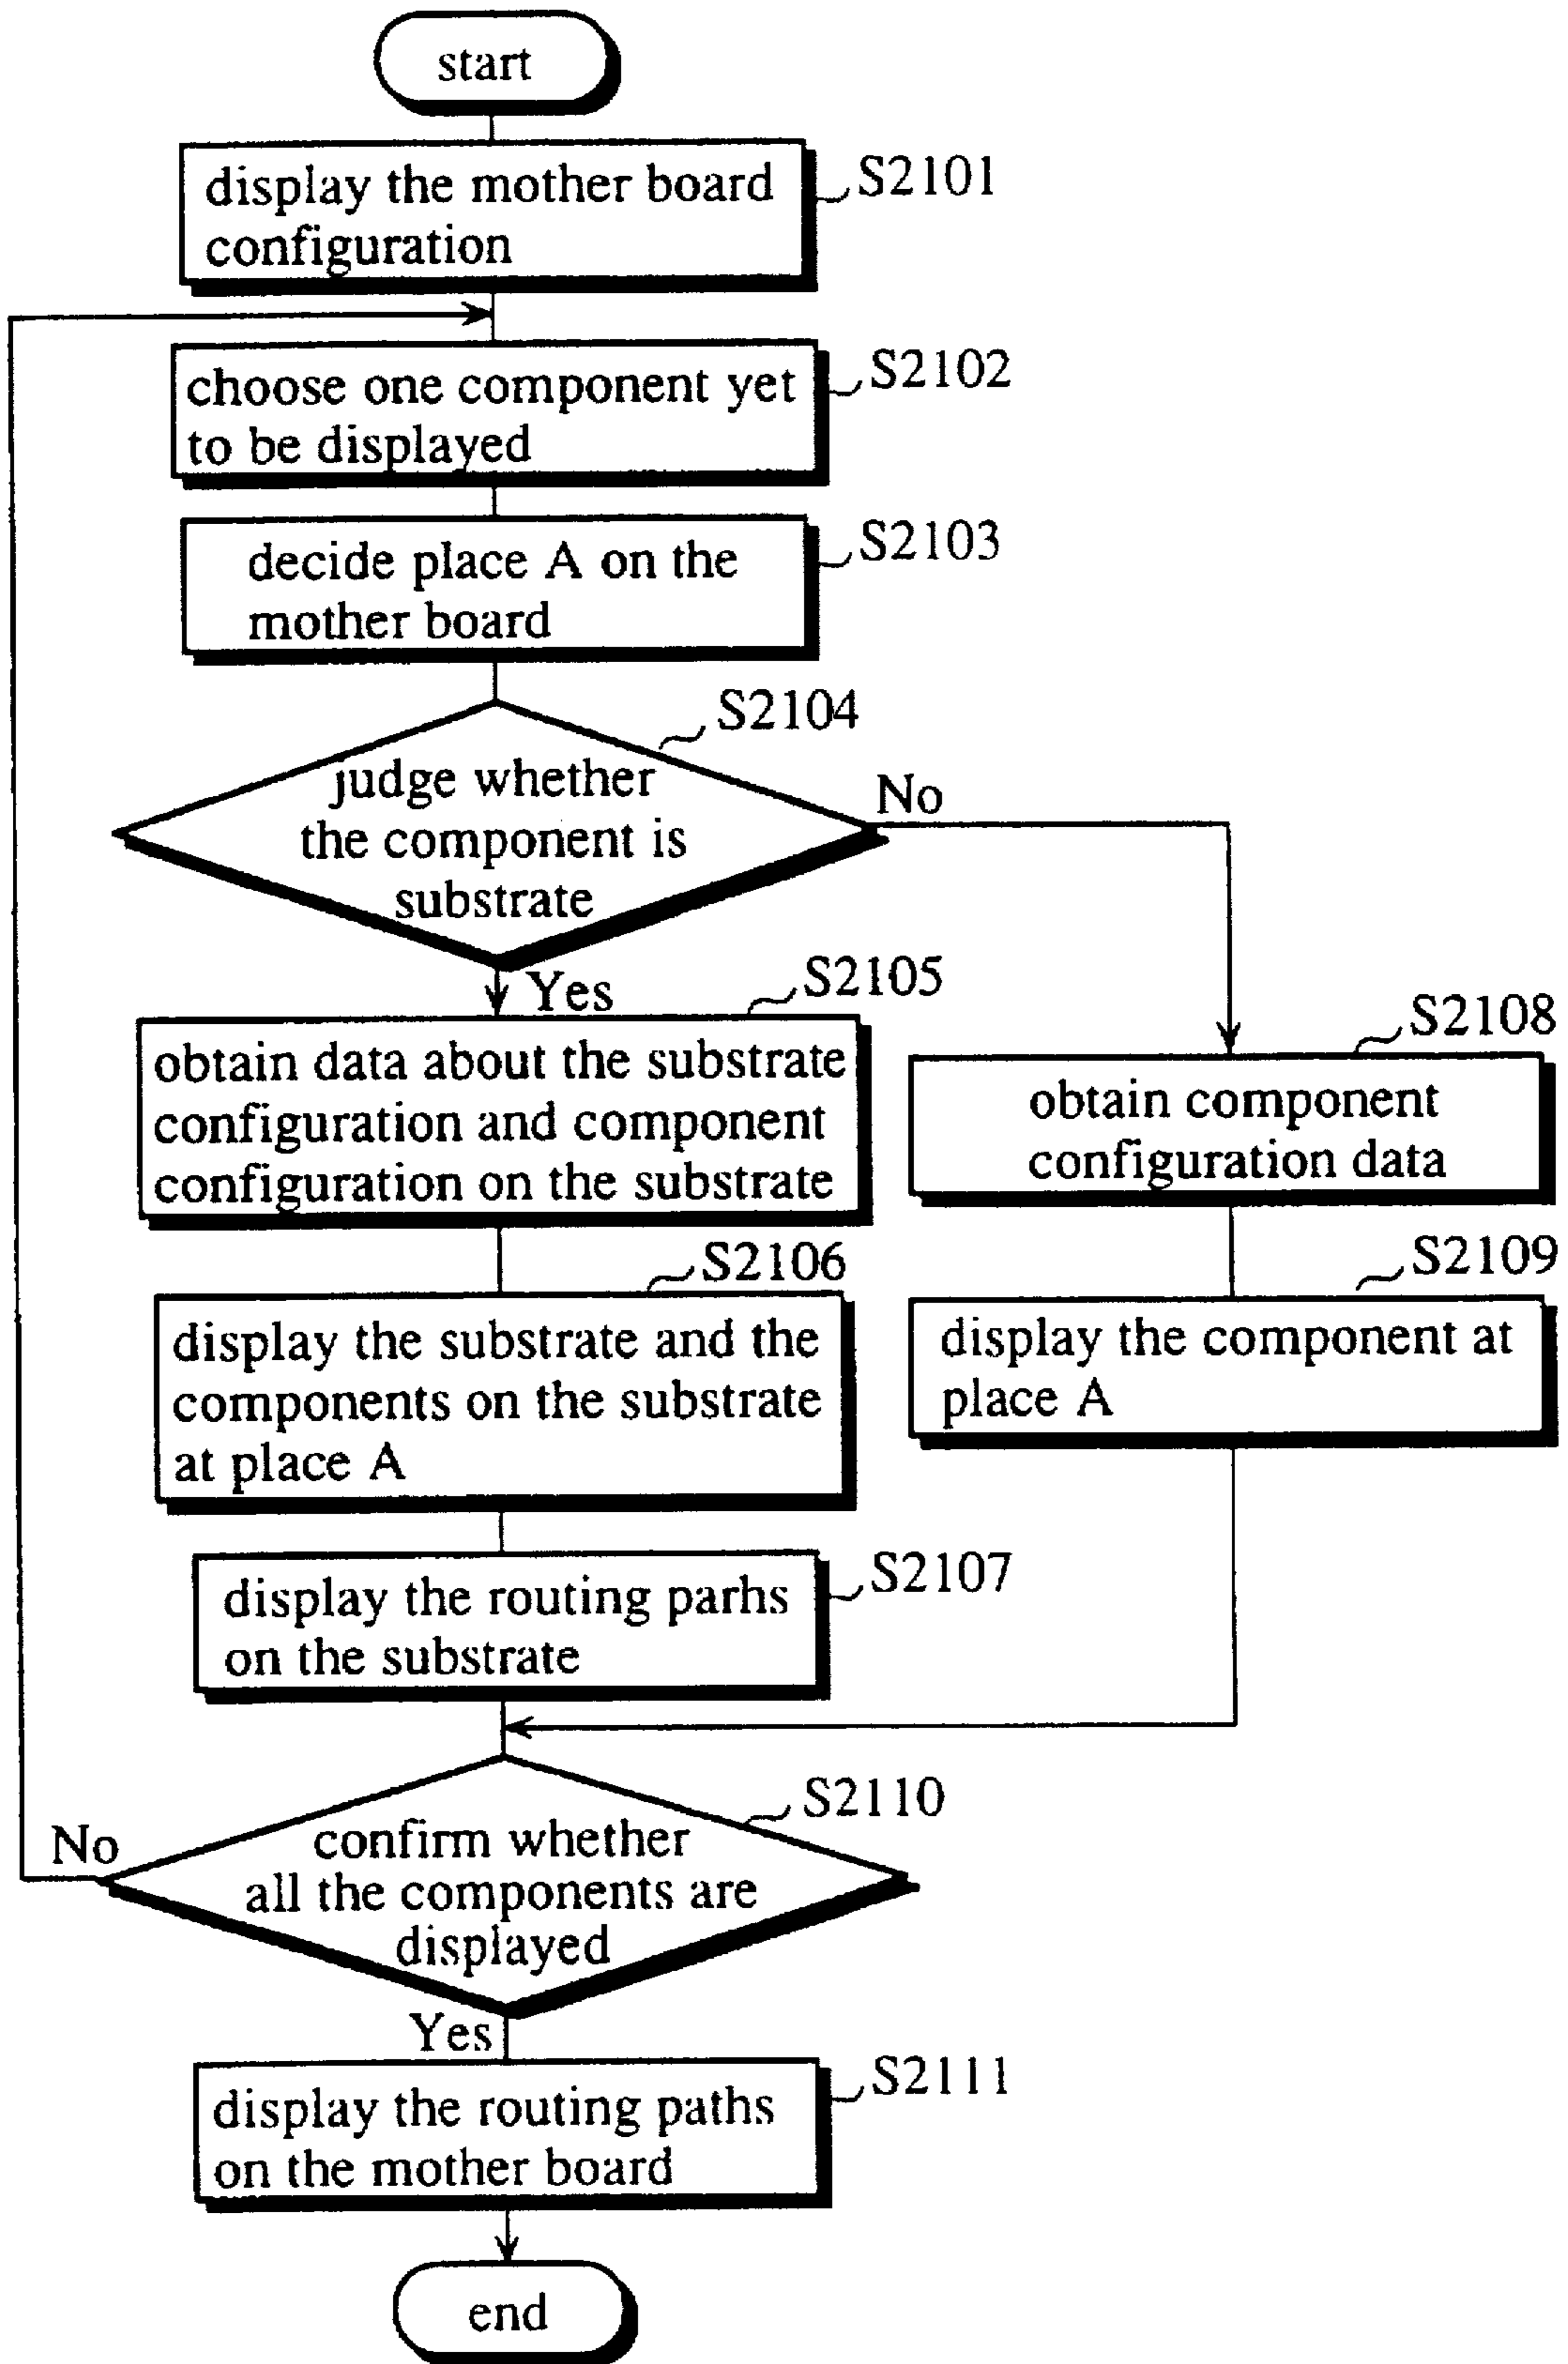 start
display the mother board
configuration
S2101
choose one component yet
to be displayed
S2102
decide place A on the
mother board
S2103
S2104
judge whether
the component is
substrate
No
Yes
S2105
obtain data about the substrate
configuration and component
configuration on the substrate
S2108
obtain component
configuration data
S2106
display the substrate and the
components on the substrate
at place A
S2109
display the component at
place A
S2107
display the routing parhs
on the substrate
S2110
confirm whether
all the components are
displayed
No
Yes
S2111
display the routing paths
on the mother board
end